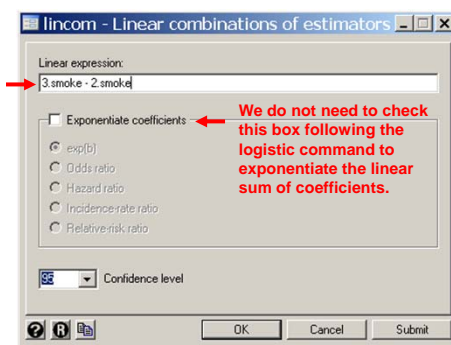 lincom - Linear combinations of estimators
Linear expression:
3.smoke - 2.smoke
Exponentiate coefficients
We do not need to check
this box following the
logistic command to
exponentiate the linear
sum of coefficients.
exp(b)
Odds ratio
Hazard ratio
Incidence-rate ratio
Relative-risk ratio
95 Confidence level
OK Cancel Submit